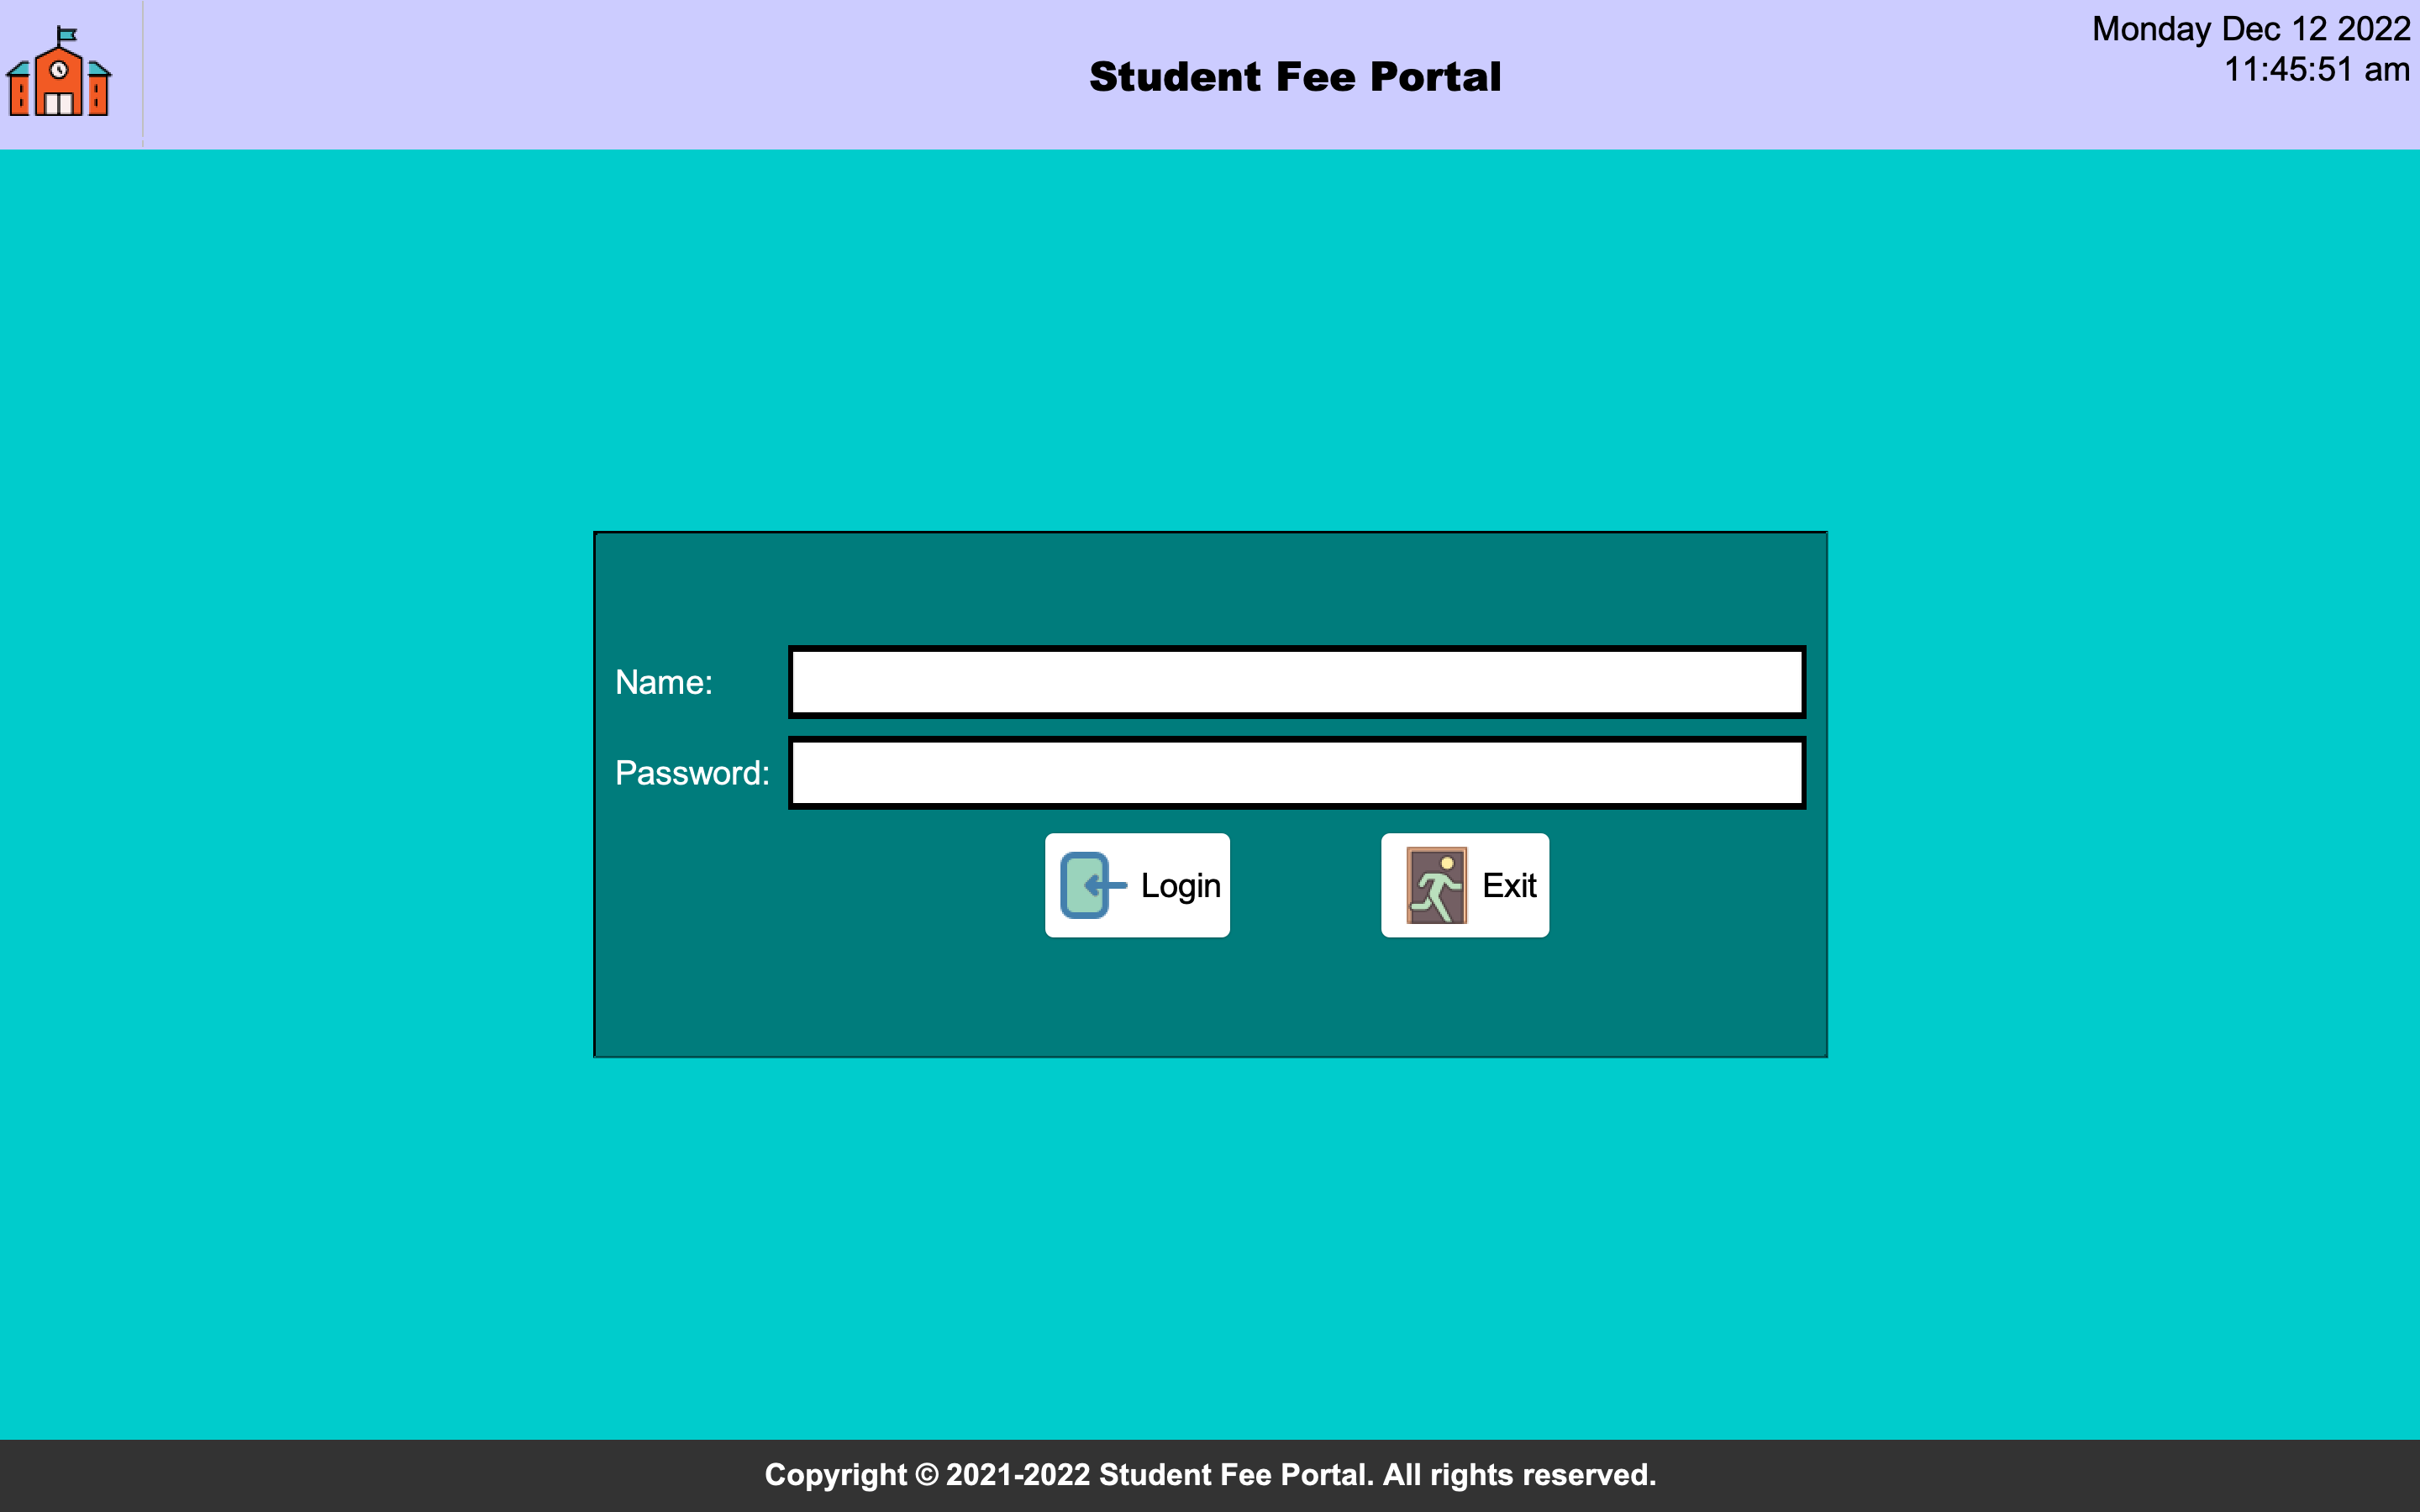 Student Fee Portal
Monday Dec 12 2022
11:45:51 am
Name:
Password:
Login
Exit
Copyright © 2021-2022 Student Fee Portal. All rights reserved.